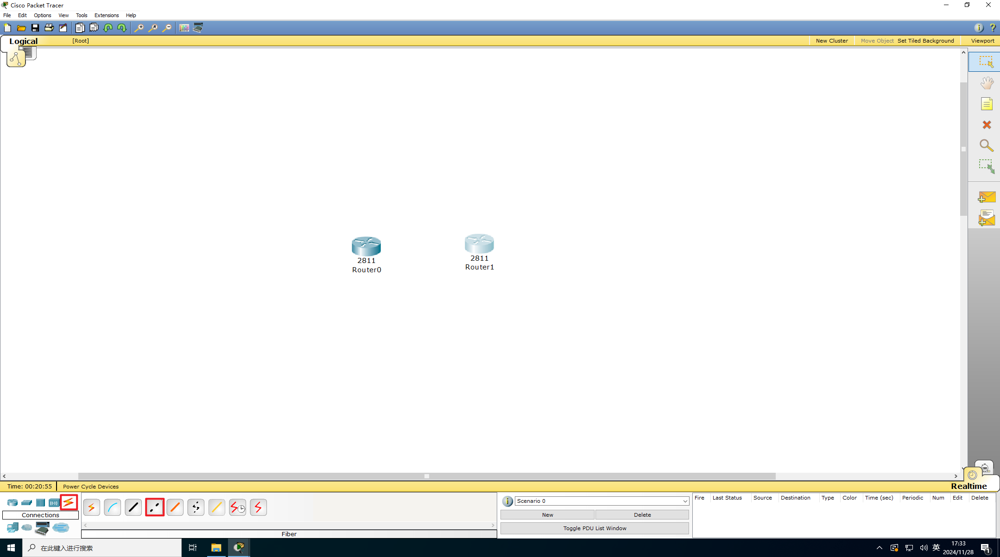 Cisco Packet Tracer
File Edit Options View Tools Extensions Help
Logical [Root] New Cluster Move Object Set Tiled Background Viewport
2811
Router0
2811
Router1
Time: 00:20:55 Power Cycle Devices Realtime
Connections
Fiber
Scenario 0
New Delete
Toggle PDU List Window
Fire Last Status Source Destination Type Color Time (sec) Periodic Num Edit Delete
在此键入进行搜索
英
17:33
2024/11/28
1